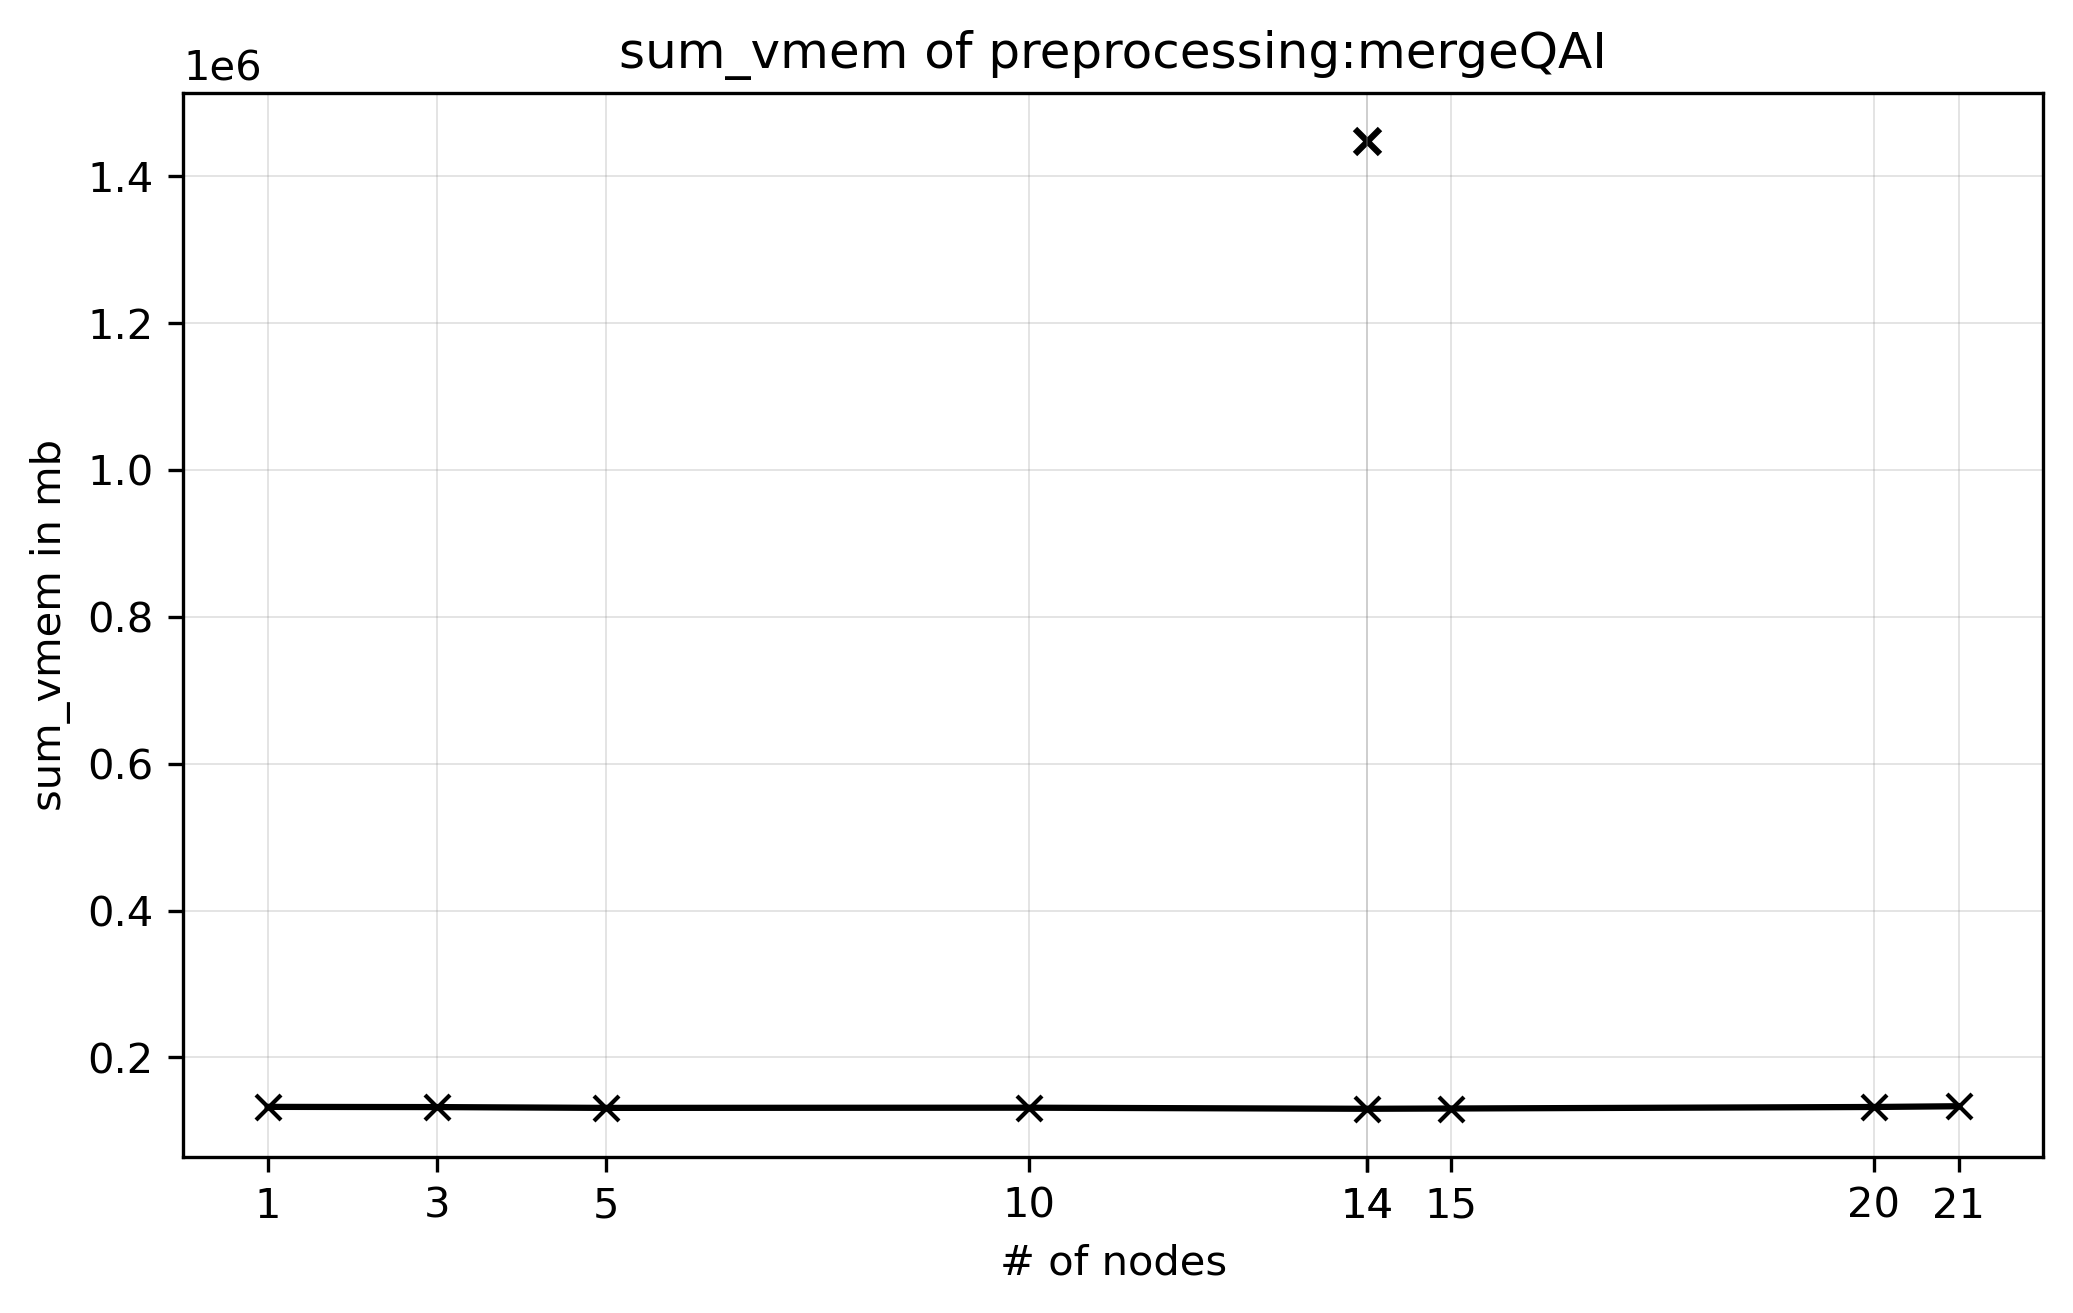 sum_vmem of preprocessing:mergeQAI
1e6
1.4
1.2
1.0
0.8
0.6
0.4
0.2
sum_vmem in mb
1 3 5 10 14 15 20 21
# of nodes